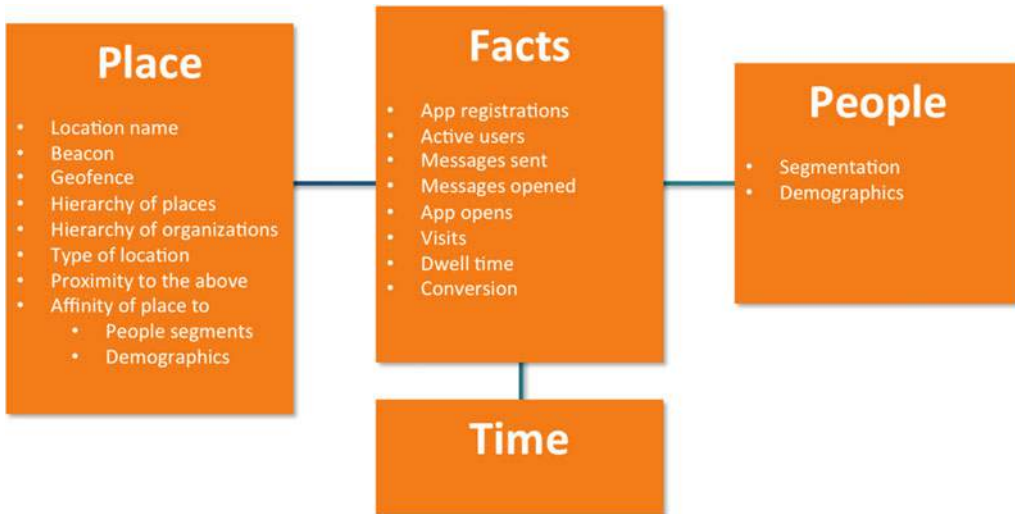 Place
• Location name
• Beacon
• Geofence
• Hierarchy of places
• Hierarchy of organizations
• Type of location
• Proximity to the above
• Affinity of place to
• People segments
• Demographics
Facts
• App registrations
• Active users
• Messages sent
• Messages opened
• App opens
• Visits
• Dwell time
• Conversion
People
• Segmentation
• Demographics
Time